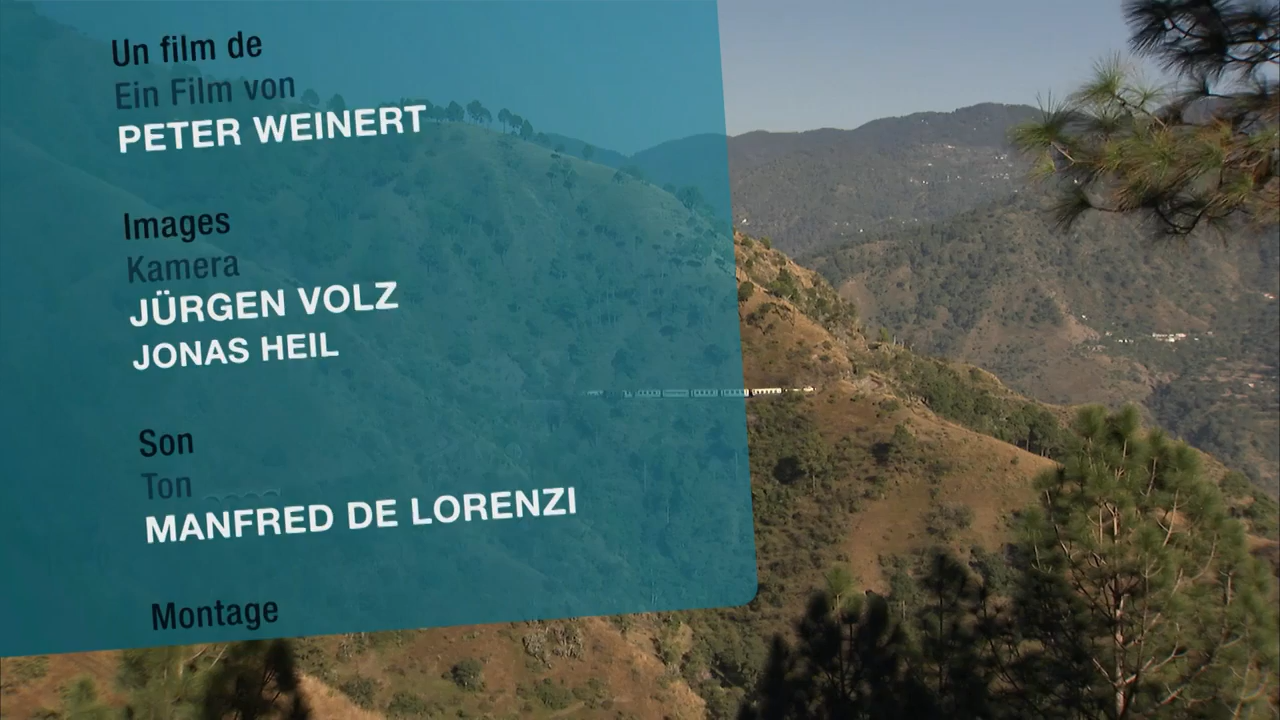 Un film de
Ein Film von
PETER WEINERT
Images
Kamera
JÜRGEN VOLZ
JONAS HEIL
Son
Ton
MANFRED DE LORENZI
Montage